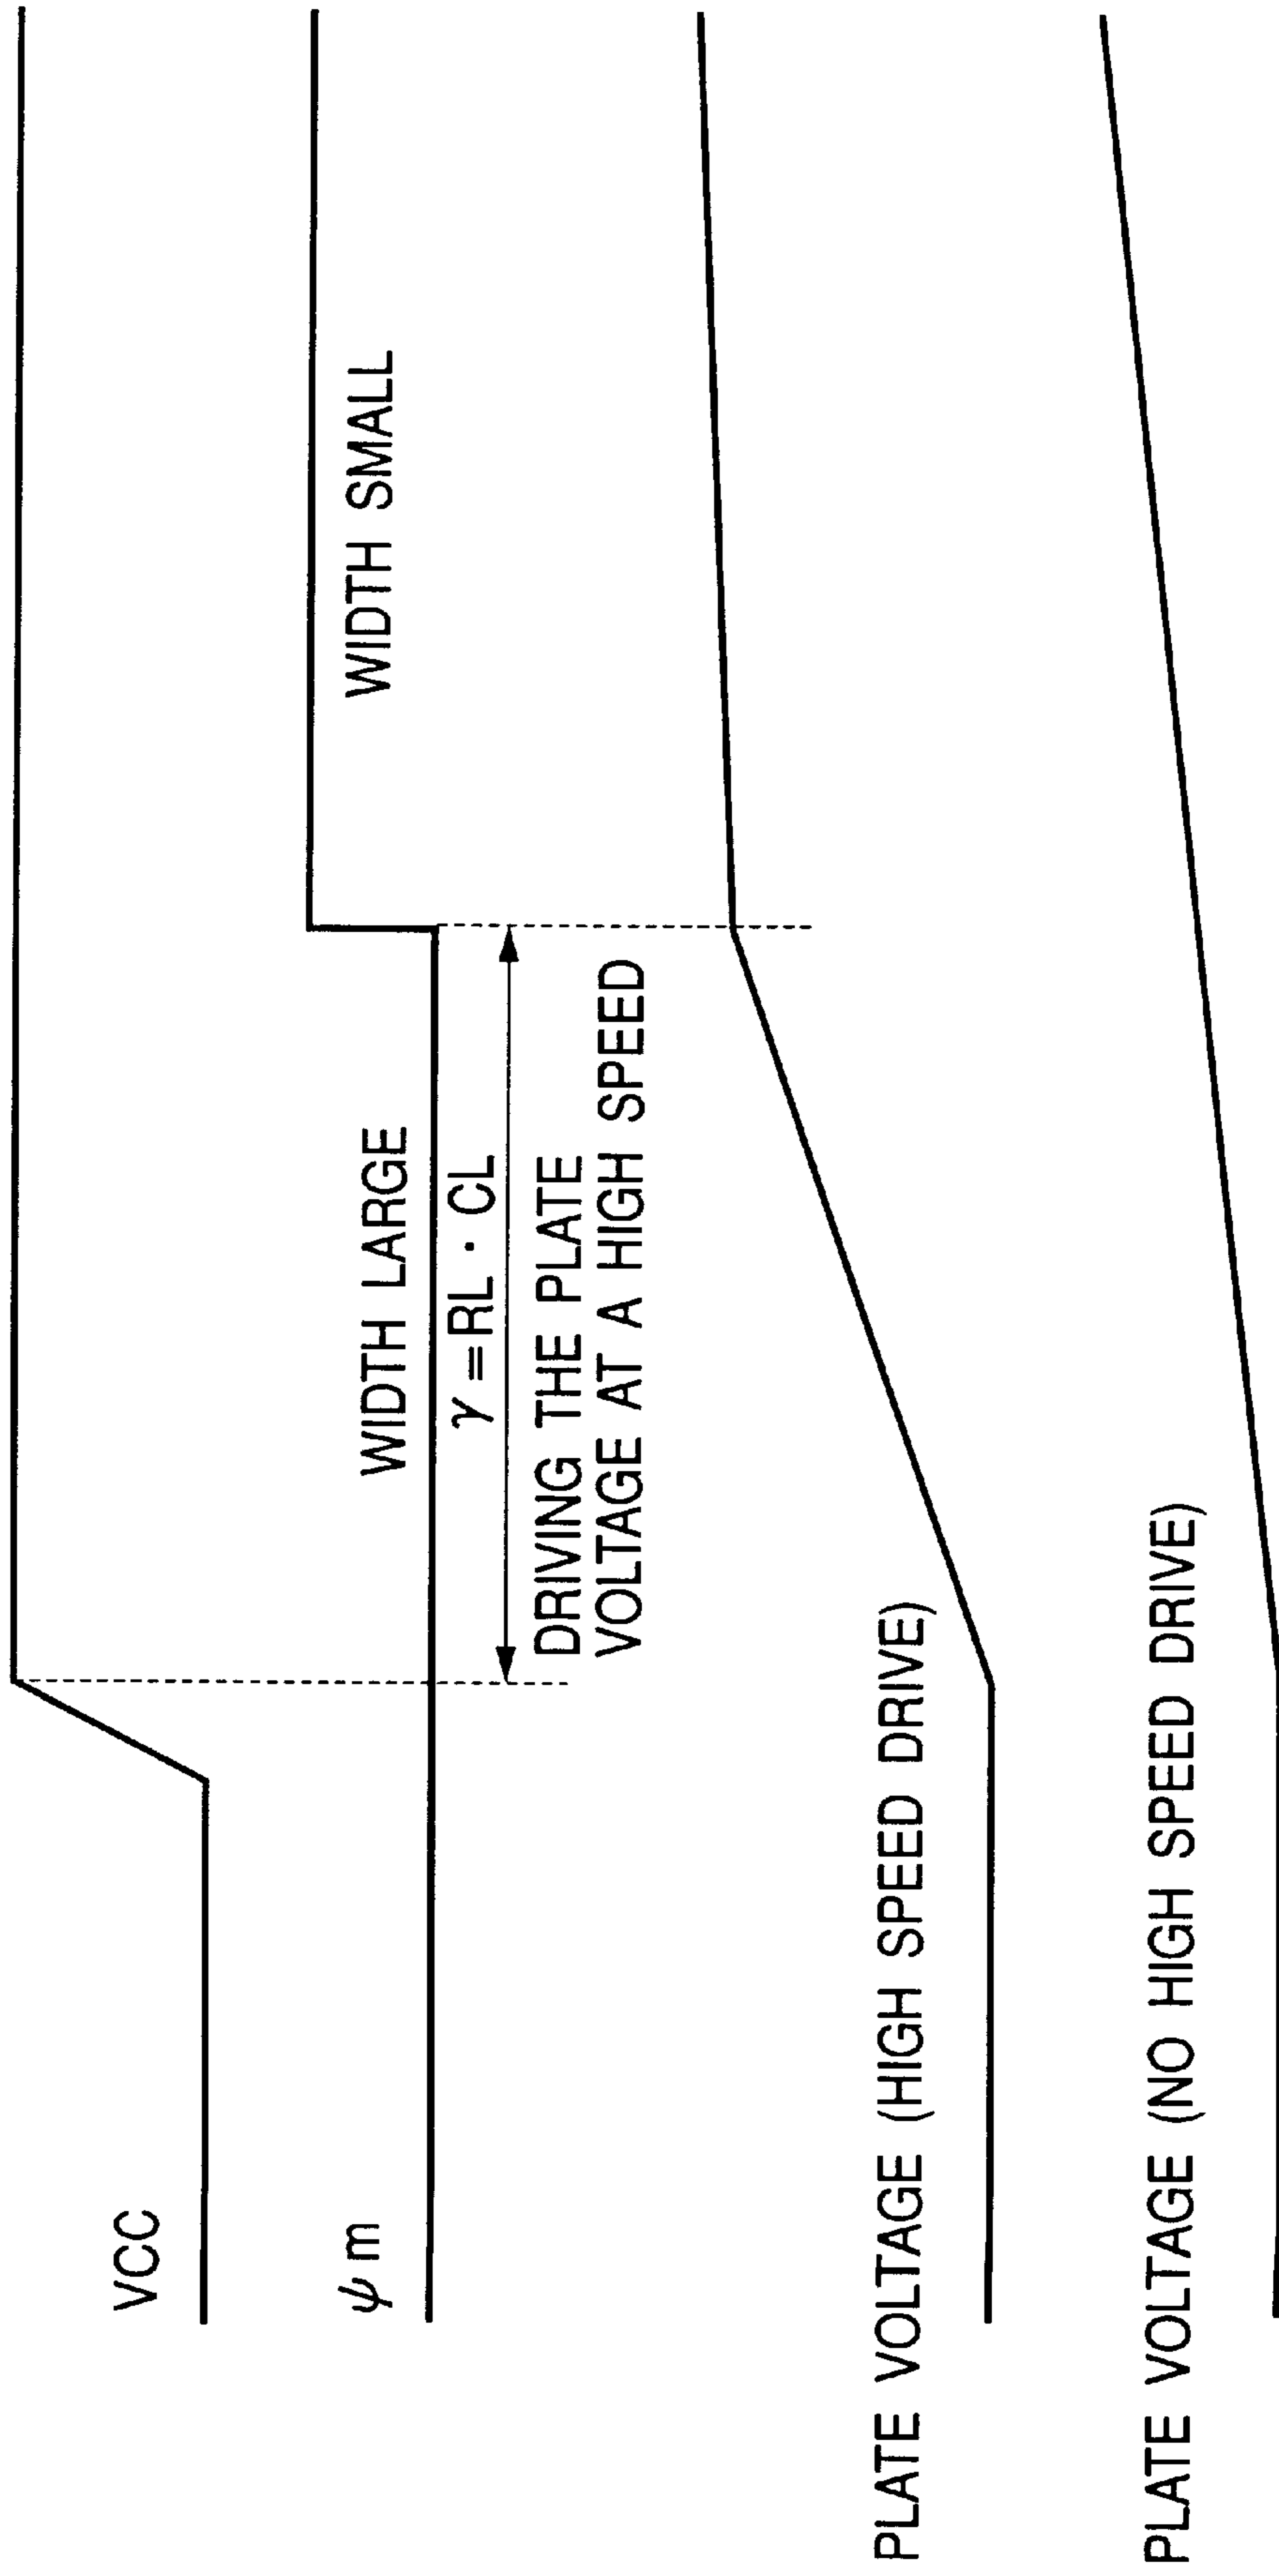 VCC
ψm
WIDTH LARGE
WIDTH SMALL
γ=RL・CL
DRIVING THE PLATE
VOLTAGE AT A HIGH SPEED
PLATE VOLTAGE (HIGH SPEED DRIVE)
PLATE VOLTAGE (NO HIGH SPEED DRIVE)